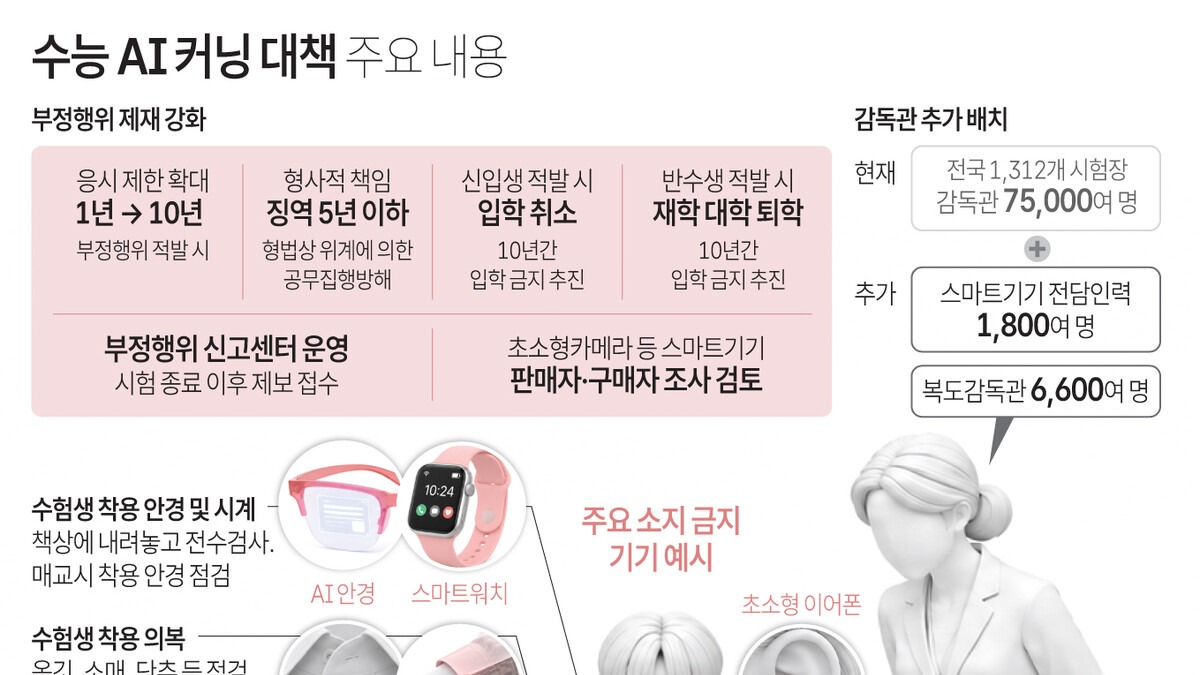 수능 AI 커닝 대책 주요 내용
부정행위 제재 강화
응시 제한 확대
1년 → 10년
부정행위 적발 시
형사적 책임
징역 5년 이하
형법상 위계에 의한
공무집행방해
신입생 적발 시
입학 취소
10년간
입학 금지 추진
반수생 적발 시
재학 대학 퇴학
10년간
입학 금지 추진
부정행위 신고센터 운영
시험 종료 이후 제보 접수
초소형카메라 등 스마트기기
판매자·구매자 조사 검토
감독관 추가 배치
현재
전국 1,312개 시험장
감독관 75,000여 명
+
추가
스마트기기 전담인력
1,800여 명
복도감독관 6,600여 명
수험생 착용 안경 및 시계
책상에 내려놓고 전수검사.
매교시 착용 안경 점검
10:24
AI 안경
스마트워치
주요 소지 금지
기기 예시
초소형 이어폰
수험생 착용 의복
옷깃, 소매, 단추 등 점검